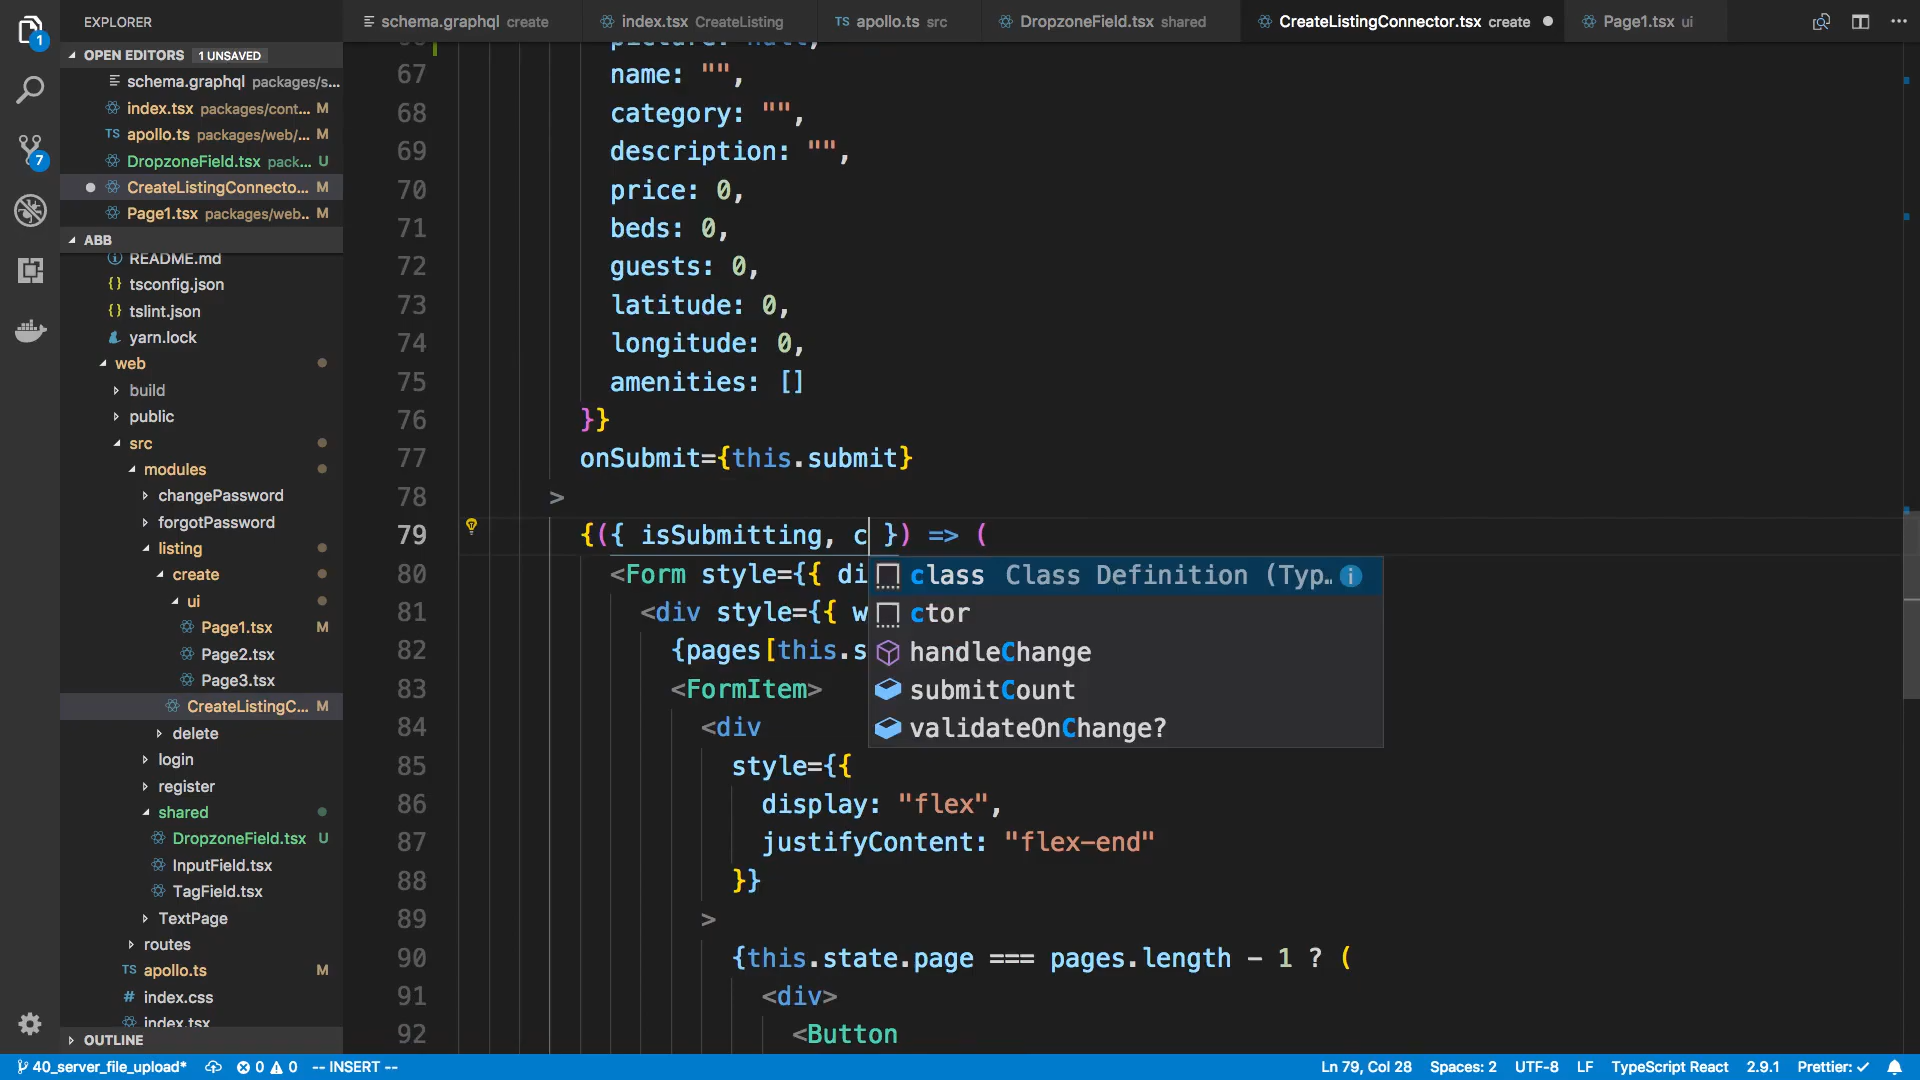 EXPLORER
OPEN EDITORS 1 UNSAVED
schema.graphql packages/s...
index.tsx packages/cont... M
apollo.ts packages/web/... M
DropzoneField.tsx pack... U
CreateListingConnecto... M
Page1.tsx packages/web... M
ABB
README.md
tsconfig.json
tslint.json
yarn.lock
web
build
public
src
modules
changePassword
forgotPassword
listing
create
ui
Page1.tsx M
Page2.tsx
Page3.tsx
CreateListingC... M
delete
login
register
shared
DropzoneField.tsx U
InputField.tsx
TagField.tsx
TextPage
routes
TS apollo.ts M
# index.css
index.tsx
OUTLINE
1
7
schema.graphql create
index.tsx CreateListing
TS apollo.ts src
DropzoneField.tsx shared
CreateListingConnector.tsx create
Page1.tsx ui
66 picture: null,
67 name: "",
68 category: "",
69 description: "",
70 price: 0,
71 beds: 0,
72 guests: 0,
73 latitude: 0,
74 longitude: 0,
75 amenities: []
76 }}
77 onSubmit={this.submit}
78 >
79 {({ isSubmitting, c }) => (
80 <Form style={{ di
81 <div style={{ w
82 {pages[this.s
83 <FormItem>
84 <div
85 style={{
86 display: "flex",
87 justifyContent: "flex-end"
88 }}
89 >
90 {this.state.page === pages.length - 1 ? (
91 <div>
92 <Button
class Class Definition (Typ...
ctor
handleChange
submitCount
validateOnChange?
40_server_file_upload* 0 0 -- INSERT -- Ln 79, Col 28 Spaces: 2 UTF-8 LF TypeScript React 2.9.1 Prettier: ✓